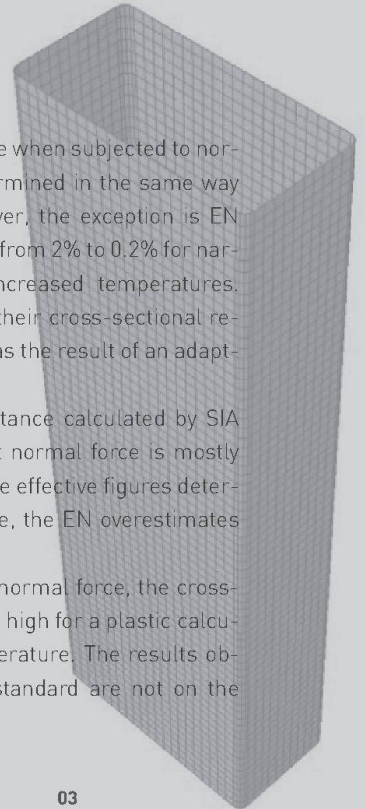 e when subjected to nor-
rmined in the same way
ver, the exception is EN
from 2% to 0.2% for nar-
ncreased temperatures.
their cross-sectional re-
as the result of an adapt-
tance calculated by SIA
t normal force is mostly
e effective figures deter-
e, the EN overestimates
normal force, the cross-
high for a plastic calcu-
erature. The results ob-
standard are not on the
03